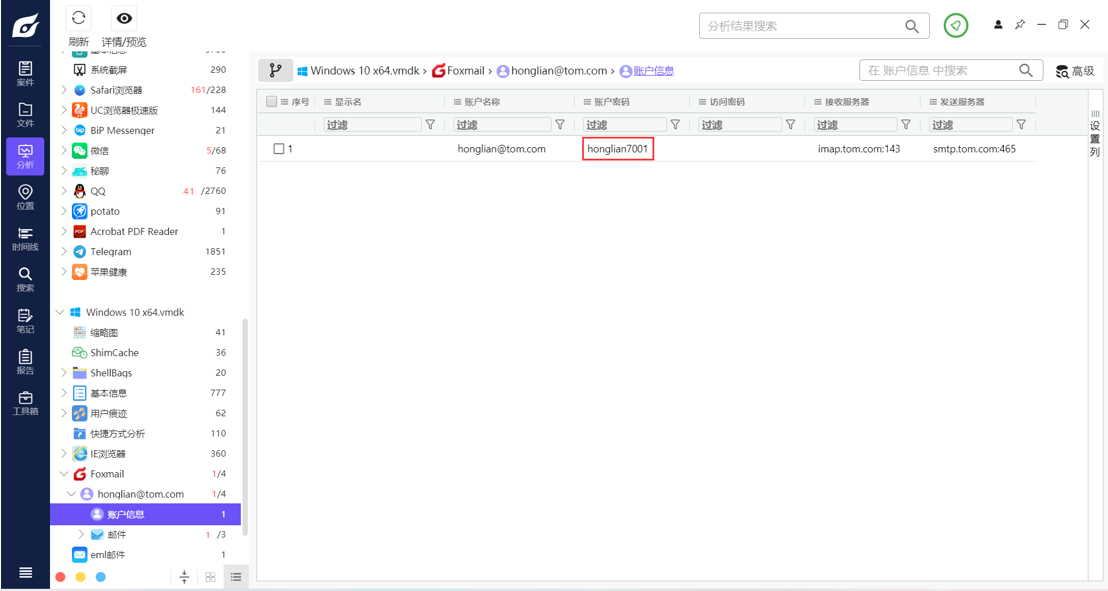 分析结果搜索
刷新
详情/预览
案件
文件
分析
位置
时间线
搜索
笔记
报告
工具箱
基本信息
系统截屏 290
Safari浏览器 161/228
UC浏览器极速版 144
BiP Messenger 21
微信 5/68
秘聊 76
QQ 41 /2760
potato 91
Acrobat PDF Reader 1
Telegram 1851
苹果健康 235
Windows 10 x64.vmdk
缩略图 41
ShimCache 36
ShellBags 20
基本信息 777
用户痕迹 62
快捷方式分析 110
IE浏览器 360
Foxmail 1/4
honglian@tom.com 1/4
账户信息 1
邮件 1 /3
eml邮件 1
Windows 10 x64.vmdk › Foxmail › honglian@tom.com › 账户信息
在 账户信息 中搜索
高级
序号 显示名 账户名称 账户密码 访问密码 接收服务器 发送服务器
过滤 过滤 过滤 过滤 过滤 过滤
1 honglian@tom.com honglian7001 imap.tom.com:143 smtp.tom.com:465
设置列